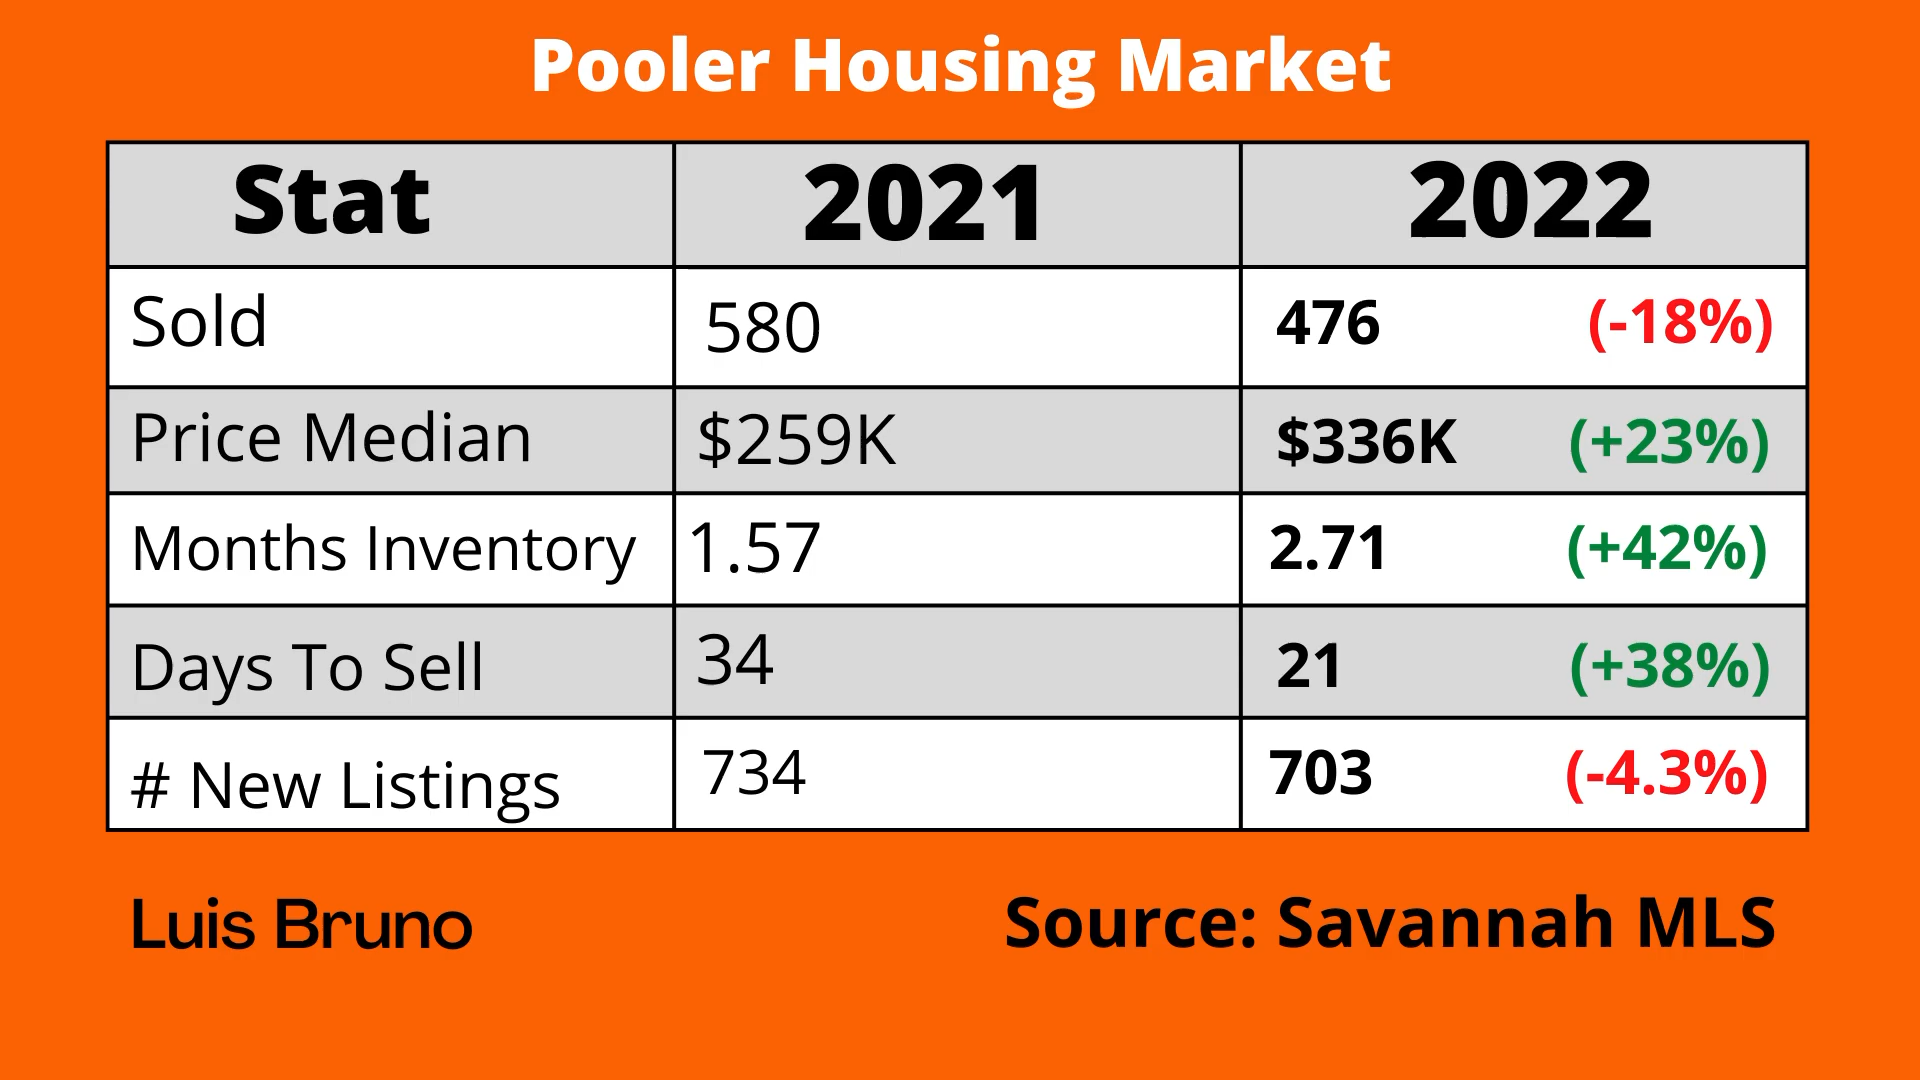 Pooler Housing Market
Stat 2021 2022
Sold 580 476 (-18%)
Price Median $259K $336K (+23%)
Months Inventory 1.57 2.71 (+42%)
Days To Sell 34 21 (+38%)
# New Listings 734 703 (-4.3%)
Luis Bruno Source: Savannah MLS